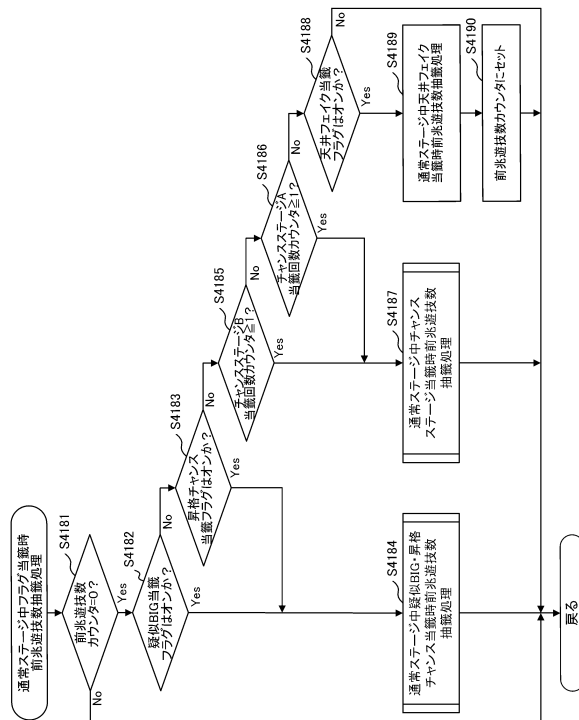 通常ステージ中フラグ当籤時
前兆遊技数抽籤処理
S4181
前兆遊技数
カウンタ=0？
No
Yes
S4182
疑似BIG当籤
フラグはオンか？
No
Yes
S4183
昇格チャンス
当籤フラグはオンか？
No
Yes
S4184
通常ステージ中疑似BIG・昇格
チャンス当籤時前兆遊技数
抽籤処理
S4185
チャンスステージB
当籤回数カウンタ≧1？
No
Yes
S4186
チャンスステージA
当籤回数カウンタ≧1？
No
Yes
S4187
通常ステージ中チャンス
ステージ当籤時前兆遊技数
抽籤処理
S4188
天井フェイク当籤
フラグはオンか？
No
Yes
S4189
通常ステージ中天井フェイク
当籤時前兆遊技数抽籤処理
S4190
前兆遊技数カウンタにセット
戻る